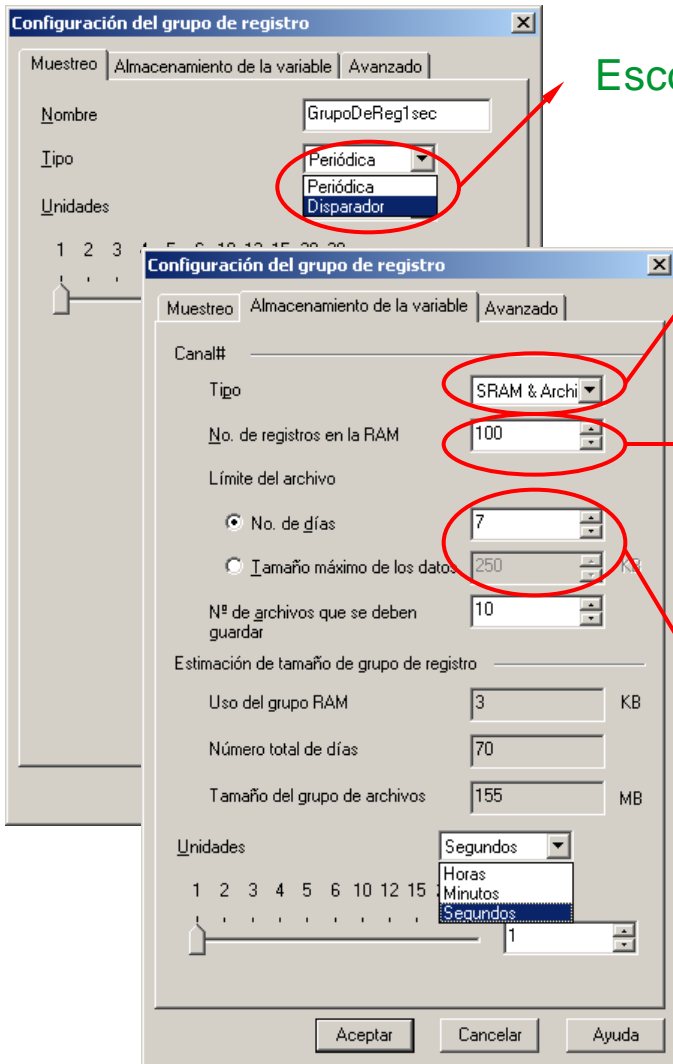 Configuración del grupo de registro
Muestreo Almacenamiento de la variable Avanzado
Nombre GrupoDeReg1sec
Tipo Periódica
Periódica
Disparador
Unidades
1 2 3
Configuración del grupo de registro
Muestreo Almacenamiento de la variable Avanzado
Canal#
Tipo SRAM & Archi
No. de registros en la RAM 100
Límite del archivo
No. de días 7
Tamaño máximo de los datos 250 KB
Nº de archivos que se deben guardar 10
Estimación de tamaño de grupo de registro
Uso del grupo RAM 3 KB
Número total de días 70
Tamaño del grupo de archivos 155 MB
Unidades Segundos
Horas
Minutos
Segundos
1 2 3 4 5 6 10 12 15
1
Aceptar Cancelar Ayuda